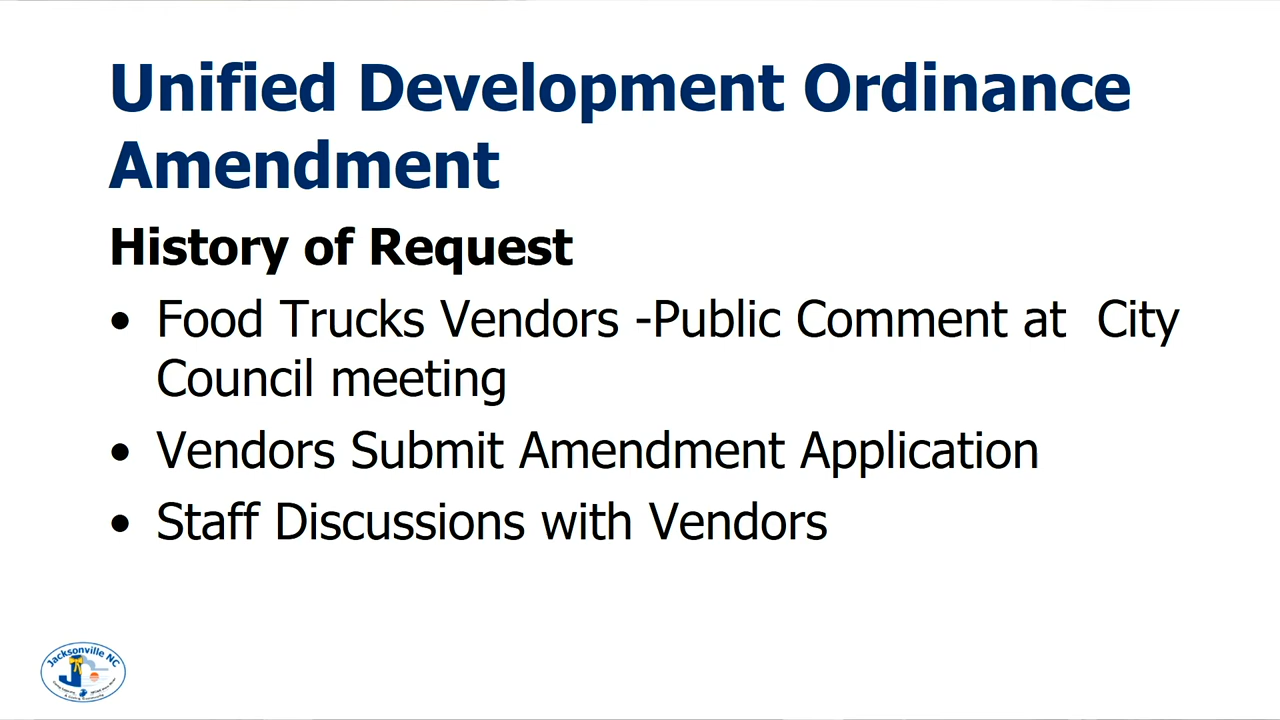 Unified Development Ordinance
Amendment
History of Request
• Food Trucks Vendors -Public Comment at  City
Council meeting
• Vendors Submit Amendment Application
• Staff Discussions with Vendors
Jacksonville NC